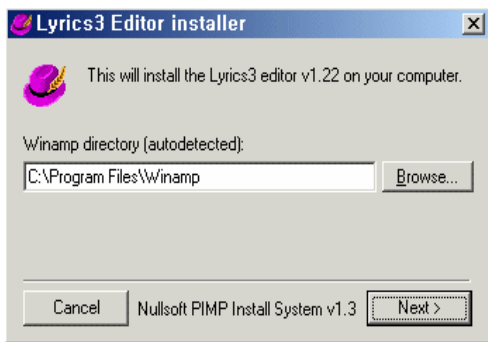 Lyrics3 Editor installer
This will install the Lyrics3 editor v1.22 on your computer.
Winamp directory (autodetected):
C:\Program Files\Winamp
Browse...
Cancel
Nullsoft PIMP Install System v1.3
Next >